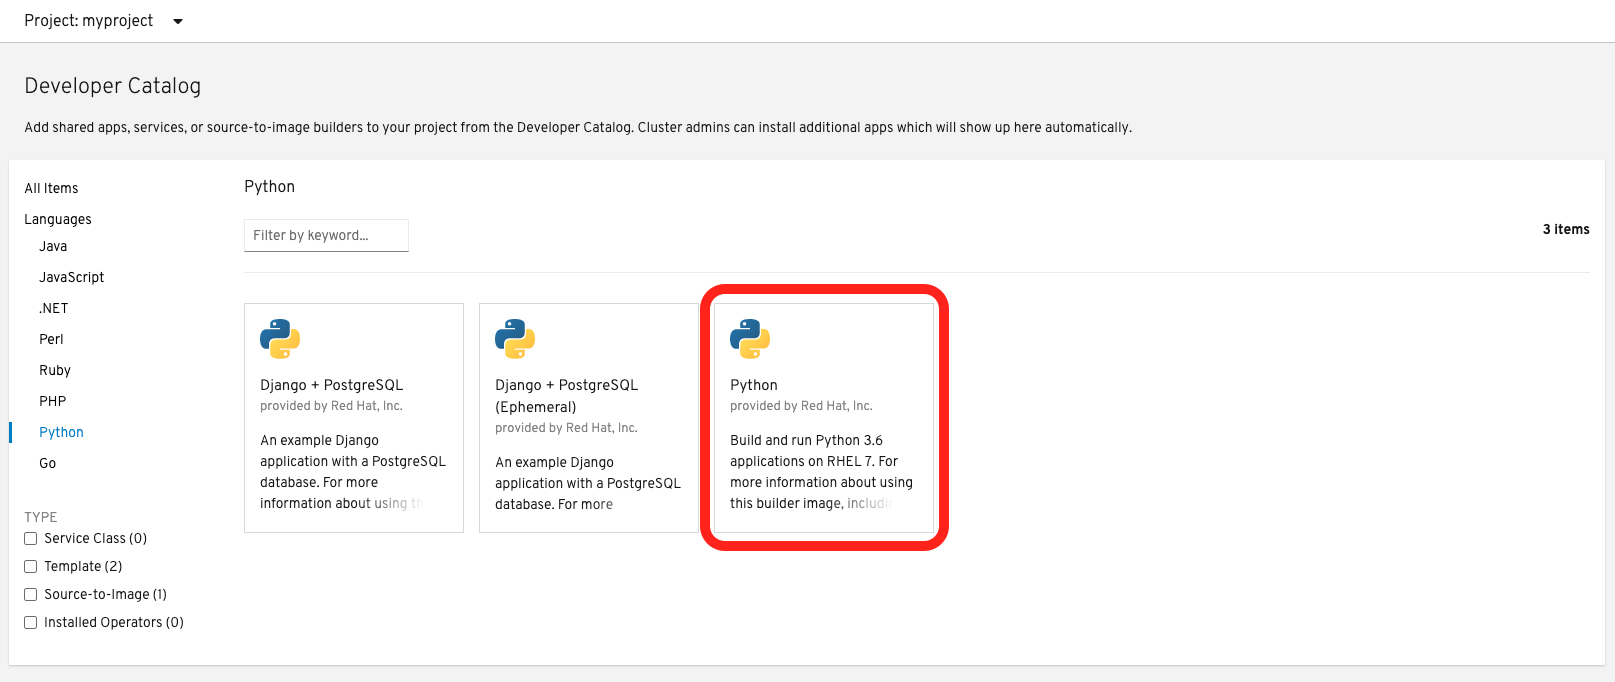 Project: myproject
Developer Catalog
Add shared apps, services, or source-to-image builders to your project from the Developer Catalog. Cluster admins can install additional apps which will show up here automatically.
All Items
Languages
Java
JavaScript
.NET
Perl
Ruby
PHP
Python
Go
TYPE
Service Class (0)
Template (2)
Source-to-Image (1)
Installed Operators (0)
Python
Filter by keyword...
3 items
Django + PostgreSQL
provided by Red Hat, Inc.
An example Django
application with a PostgreSQL
database. For more
information about using
Django + PostgreSQL
(Ephemeral)
provided by Red Hat, Inc.
An example Django
application with a PostgreSQL
database. For more
Python
provided by Red Hat, Inc.
Build and run Python 3.6
applications on RHEL 7. For
more information about using
this builder image,